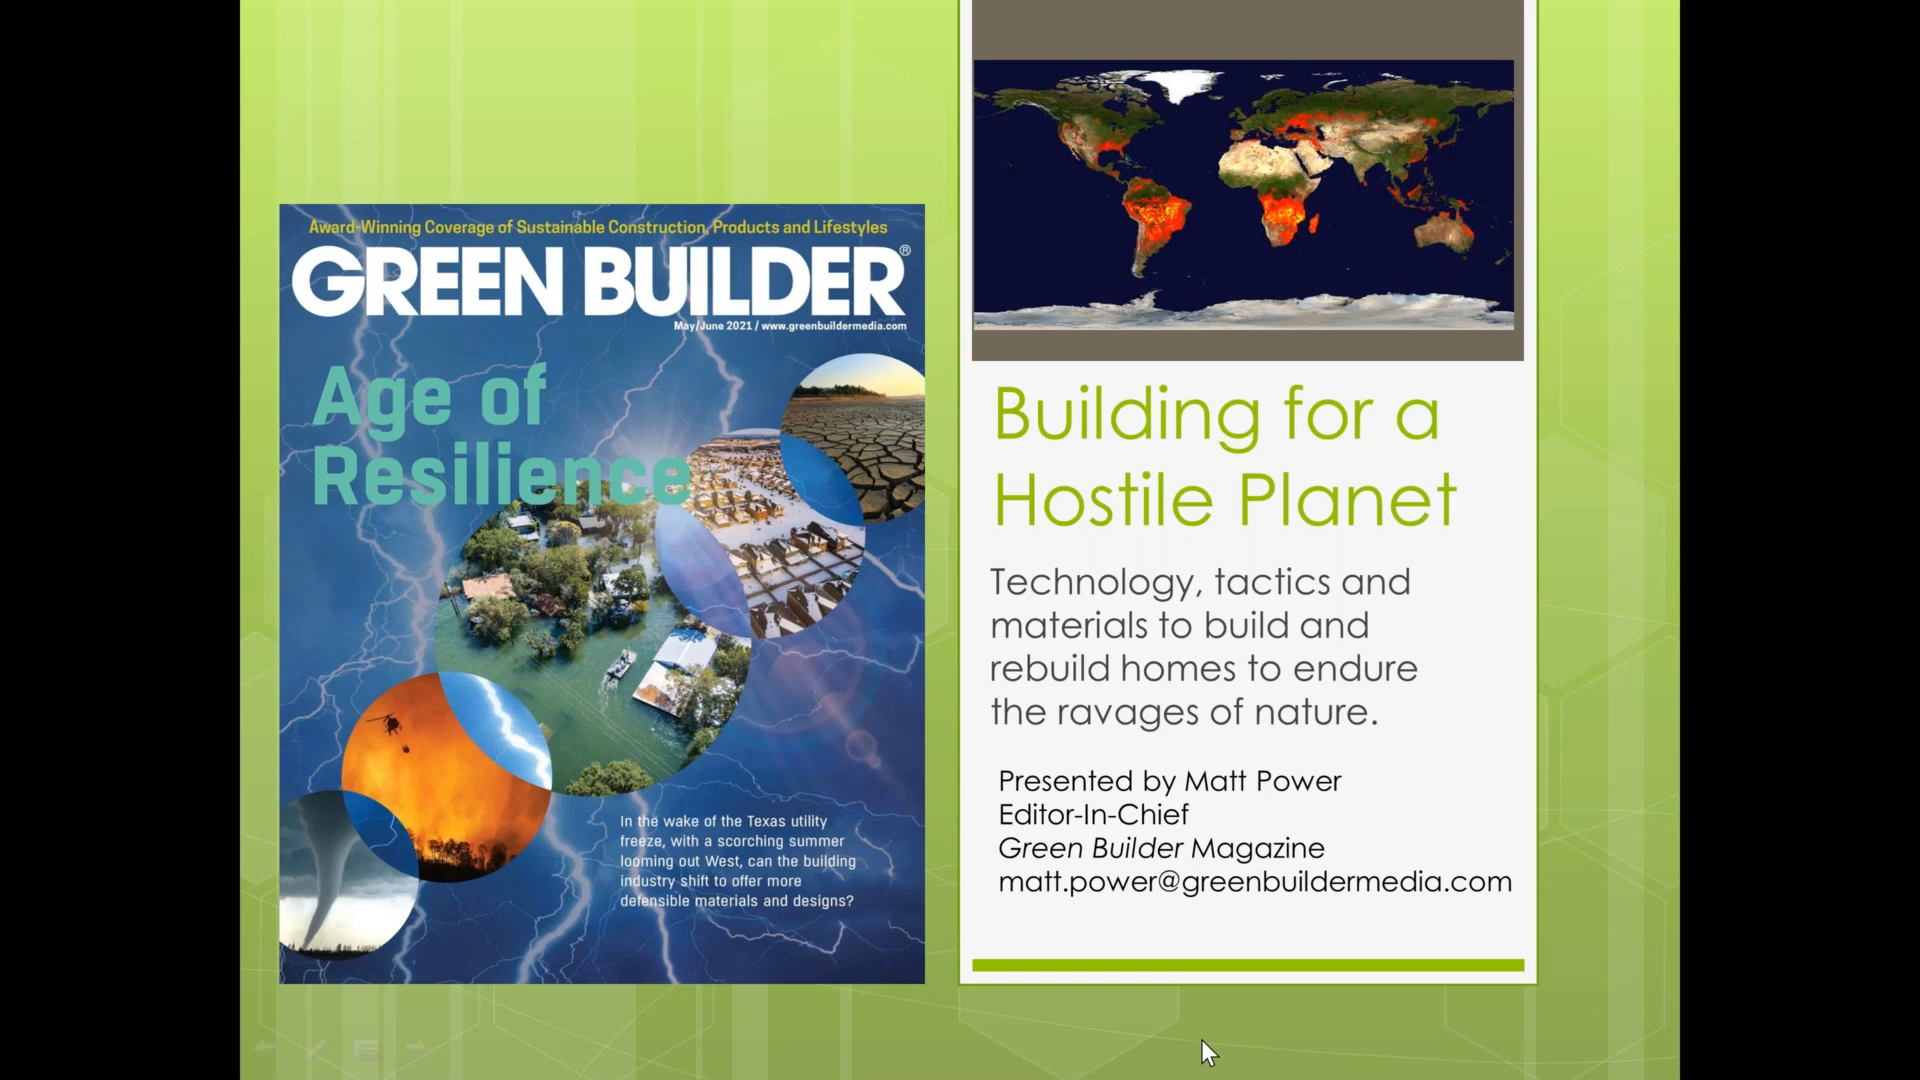 Award-Winning Coverage of Sustainable Construction, Products and Lifestyles
GREEN BUILDER®
May/June 2021 / www.greenbuildermedia.com
Age of
Resilience
In the wake of the Texas utility
freeze, with a scorching summer
looming out West, can the building
industry shift to offer more
defensible materials and designs?
Building for a
Hostile Planet
Technology, tactics and
materials to build and
rebuild homes to endure
the ravages of nature.
Presented by Matt Power
Editor-In-Chief
Green Builder Magazine
matt.power@greenbuildermedia.com